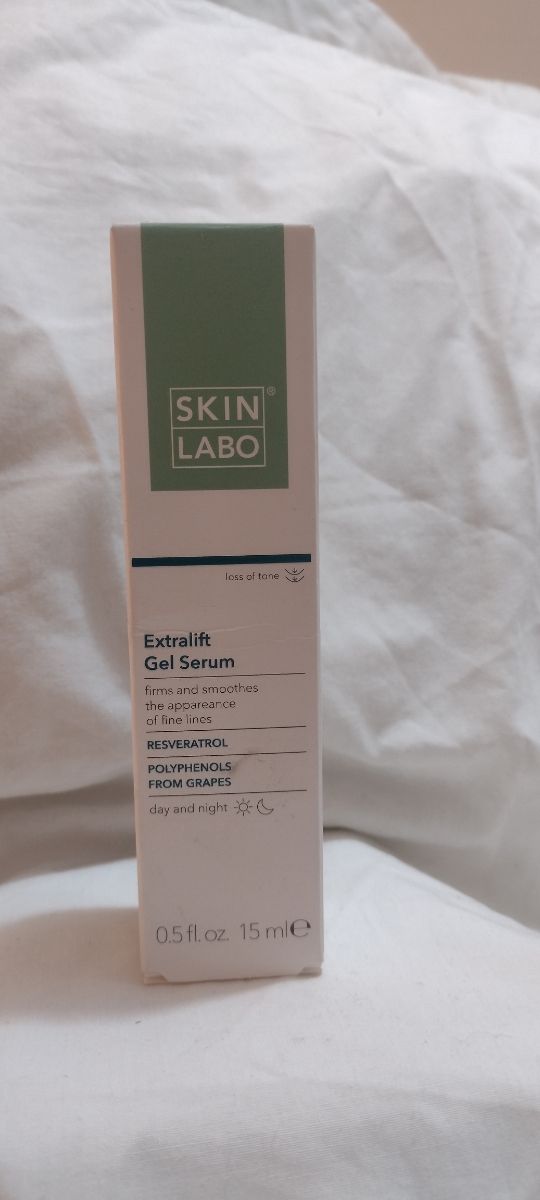 SKIN®
LABO
loss of tone
Extralift
Gel Serum
firms and smoothes
the appareance
of fine lines
RESVERATROL
POLYPHENOLS
FROM GRAPES
day and night
0.5 fl. oz. 15 ml ℮